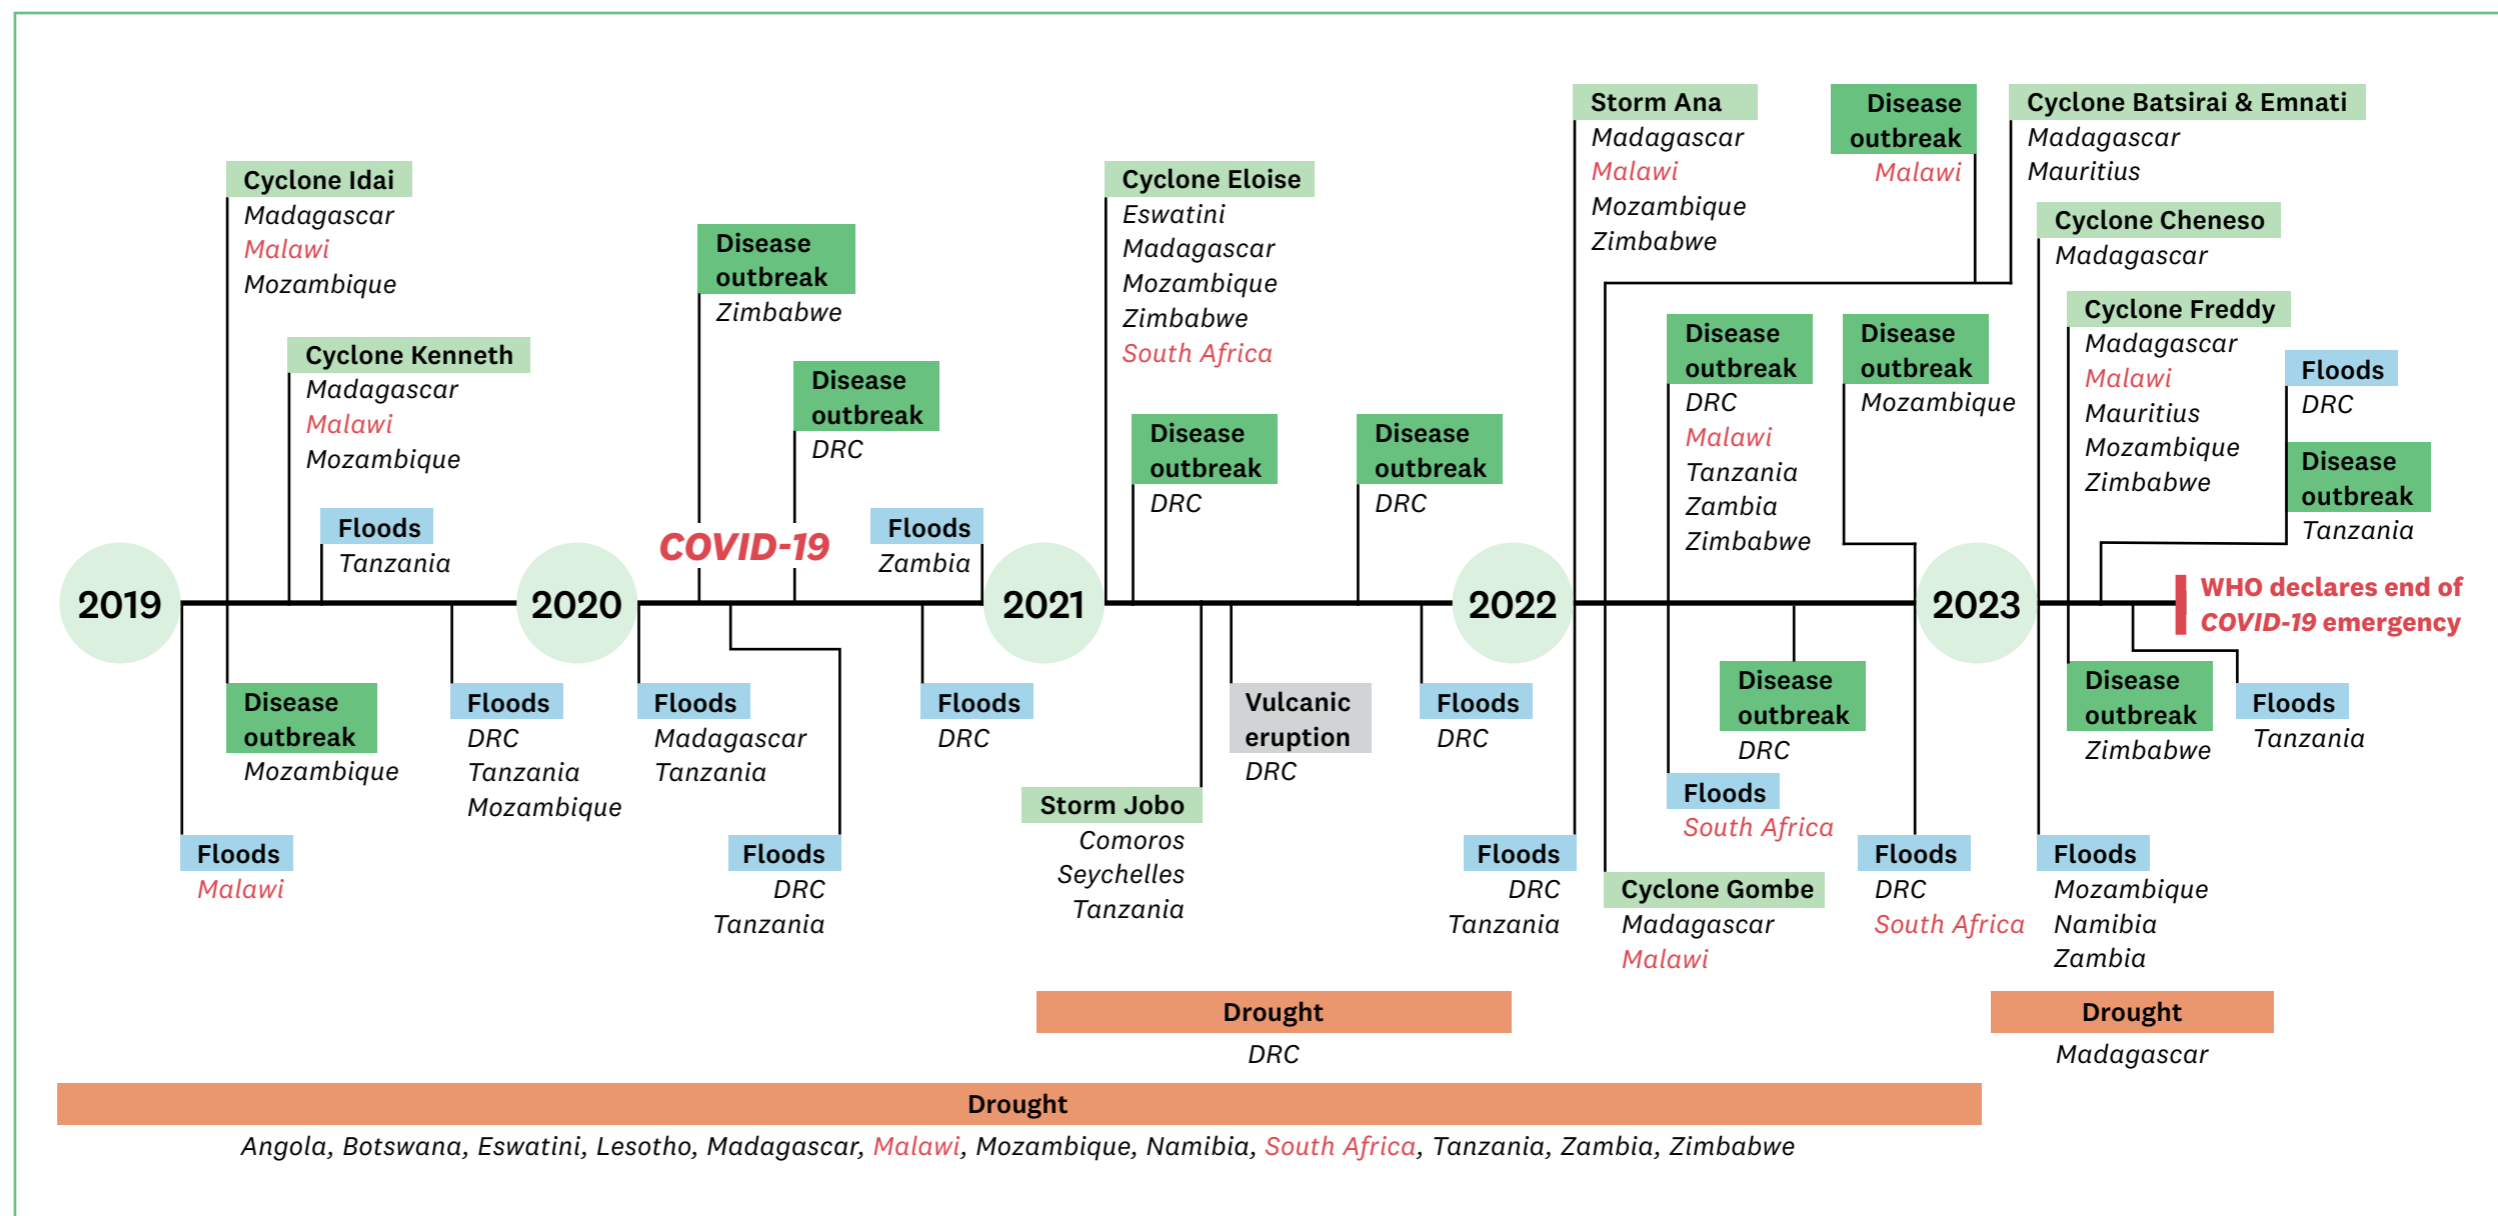 Cyclone Idai
Madagascar
Malawi
Mozambique
Cyclone Kenneth
Madagascar
Malawi
Mozambique
Floods
Tanzania
Disease
outbreak
Zimbabwe
Disease
outbreak
DRC
COVID-19
Floods
Zambia
Cyclone Eloise
Eswatini
Madagascar
Mozambique
Zimbabwe
South Africa
Disease
outbreak
DRC
Disease
outbreak
DRC
Storm Ana
Madagascar
Malawi
Mozambique
Zimbabwe
Disease
outbreak
Malawi
Cyclone Batsirai & Emnati
Madagascar
Mauritius
Disease
outbreak
DRC
Malawi
Tanzania
Zambia
Zimbabwe
Disease
outbreak
Mozambique
Cyclone Cheneso
Madagascar
Cyclone Freddy
Madagascar
Malawi
Mauritius
Mozambique
Zimbabwe
Floods
DRC
Disease
outbreak
Tanzania
2019
2020
2021
2022
2023
WHO declares end of
COVID-19 emergency
Floods
Malawi
Disease
outbreak
Mozambique
Floods
DRC
Tanzania
Mozambique
Floods
Madagascar
Tanzania
Floods
DRC
Tanzania
Floods
DRC
Storm Jobo
Comoros
Seychelles
Tanzania
Vulcanic
eruption
DRC
Floods
DRC
Floods
DRC
Tanzania
Cyclone Gombe
Madagascar
Malawi
Floods
South Africa
Disease
outbreak
DRC
Floods
DRC
South Africa
Floods
Mozambique
Namibia
Zambia
Disease
outbreak
Zimbabwe
Floods
Tanzania
Drought
DRC
Drought
Madagascar
Drought
Angola, Botswana, Eswatini, Lesotho, Madagascar, Malawi, Mozambique, Namibia, South Africa, Tanzania, Zambia, Zimbabwe